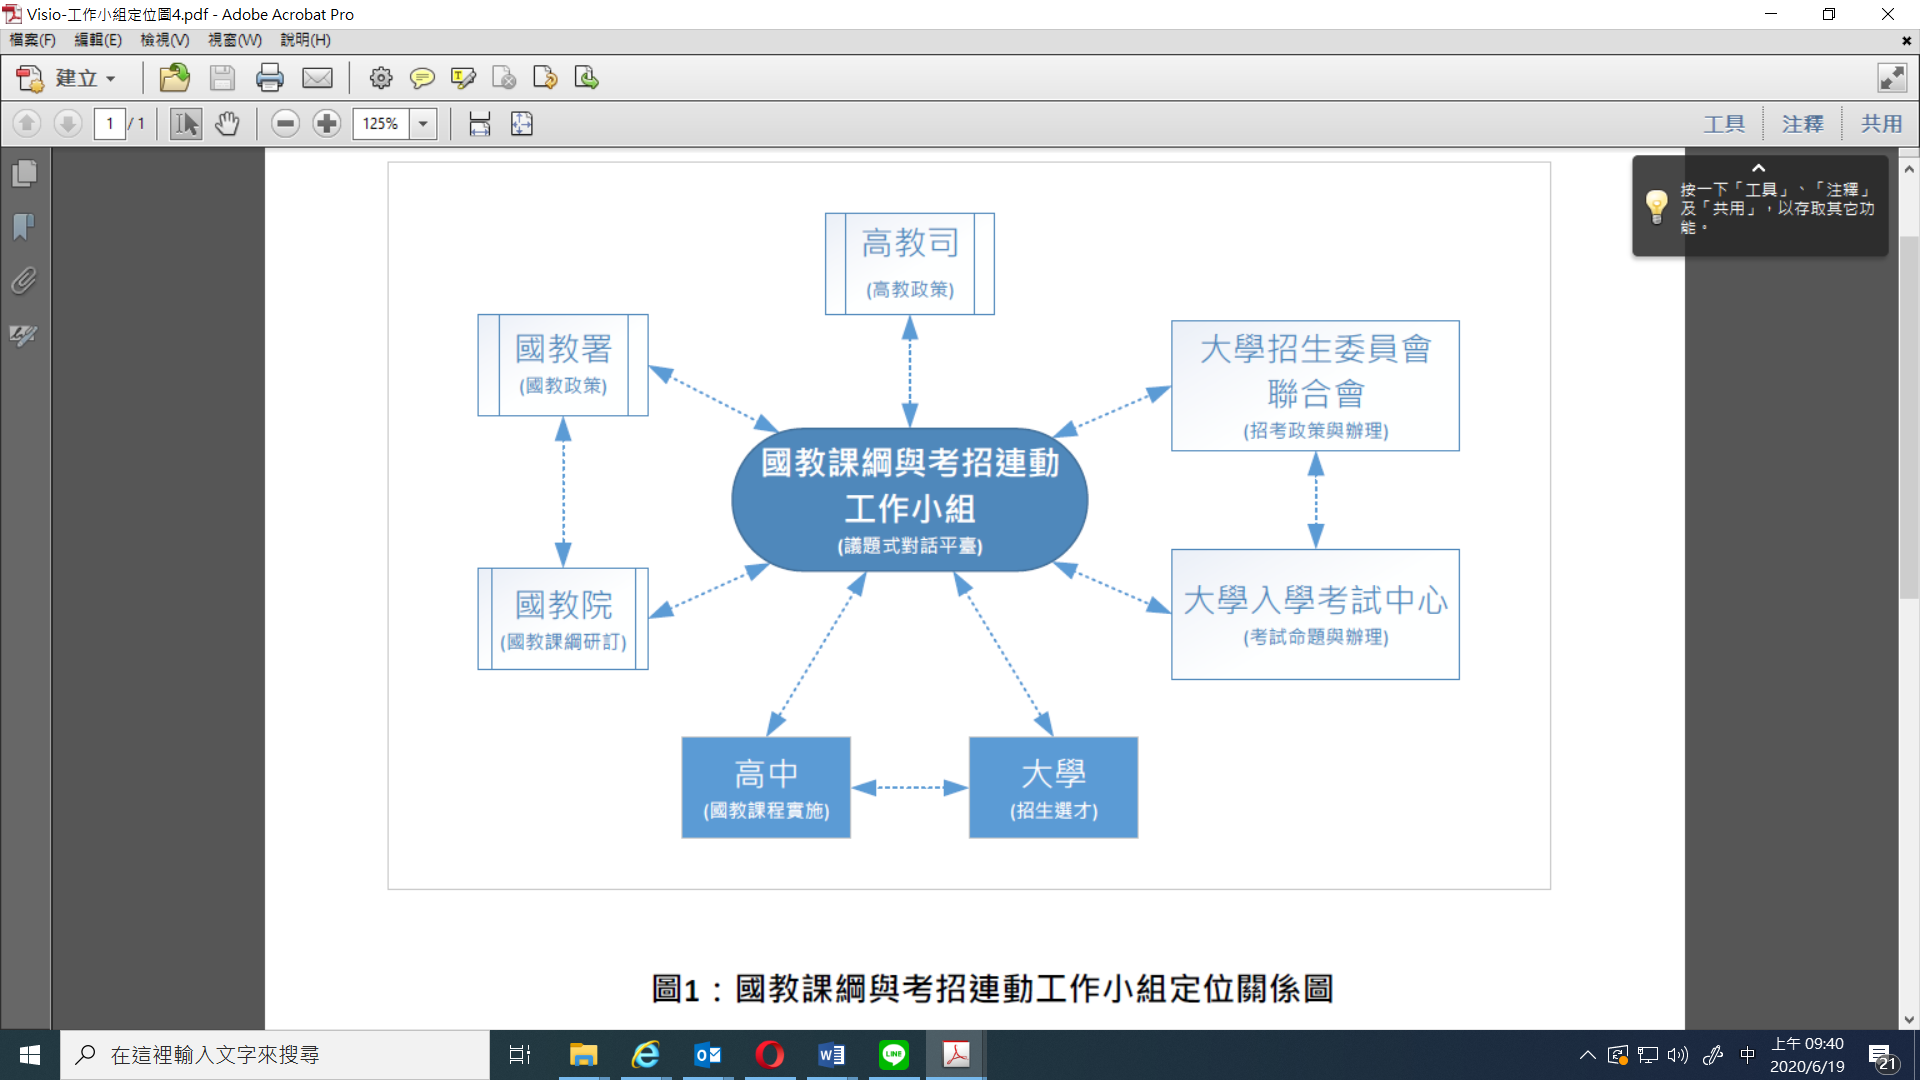 Visio-工作小組定位圖4.pdf - Adobe Acrobat Pro
檔案(F) 編輯(E) 檢視(V) 視窗(W) 說明(H)
建立
1 / 1 125% 工具 注釋 共用
按一下「工具」、「注釋」
及「共用」，以存取其它功
能。
高教司
(高教政策)
國教署
(國教政策)
大學招生委員會
聯合會
(招考政策與辦理)
國教課綱與考招連動
工作小組
(議題式對話平臺)
國教院
(國教課綱研訂)
大學入學考試中心
(考試命題與辦理)
高中
(國教課程實施)
大學
(招生選才)
圖1：國教課綱與考招連動工作小組定位關係圖
在這裡輸入文字來搜尋
LINE
中
上午 09:40
2020/6/19
21